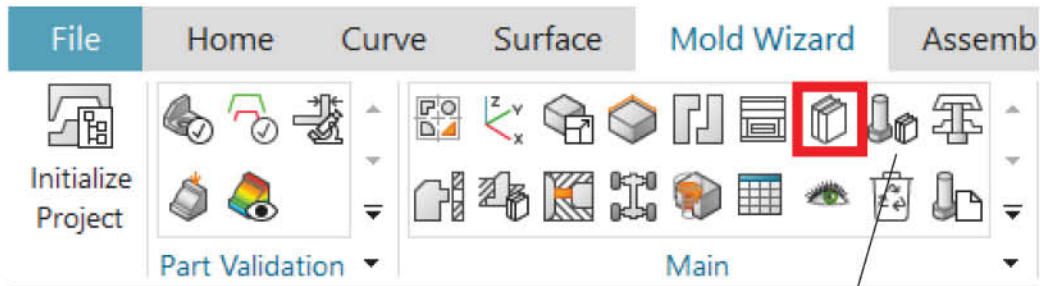 File Home Curve Surface Mold Wizard Assemb
Z
Y
X
Initialize
Project
Part Validation
Main